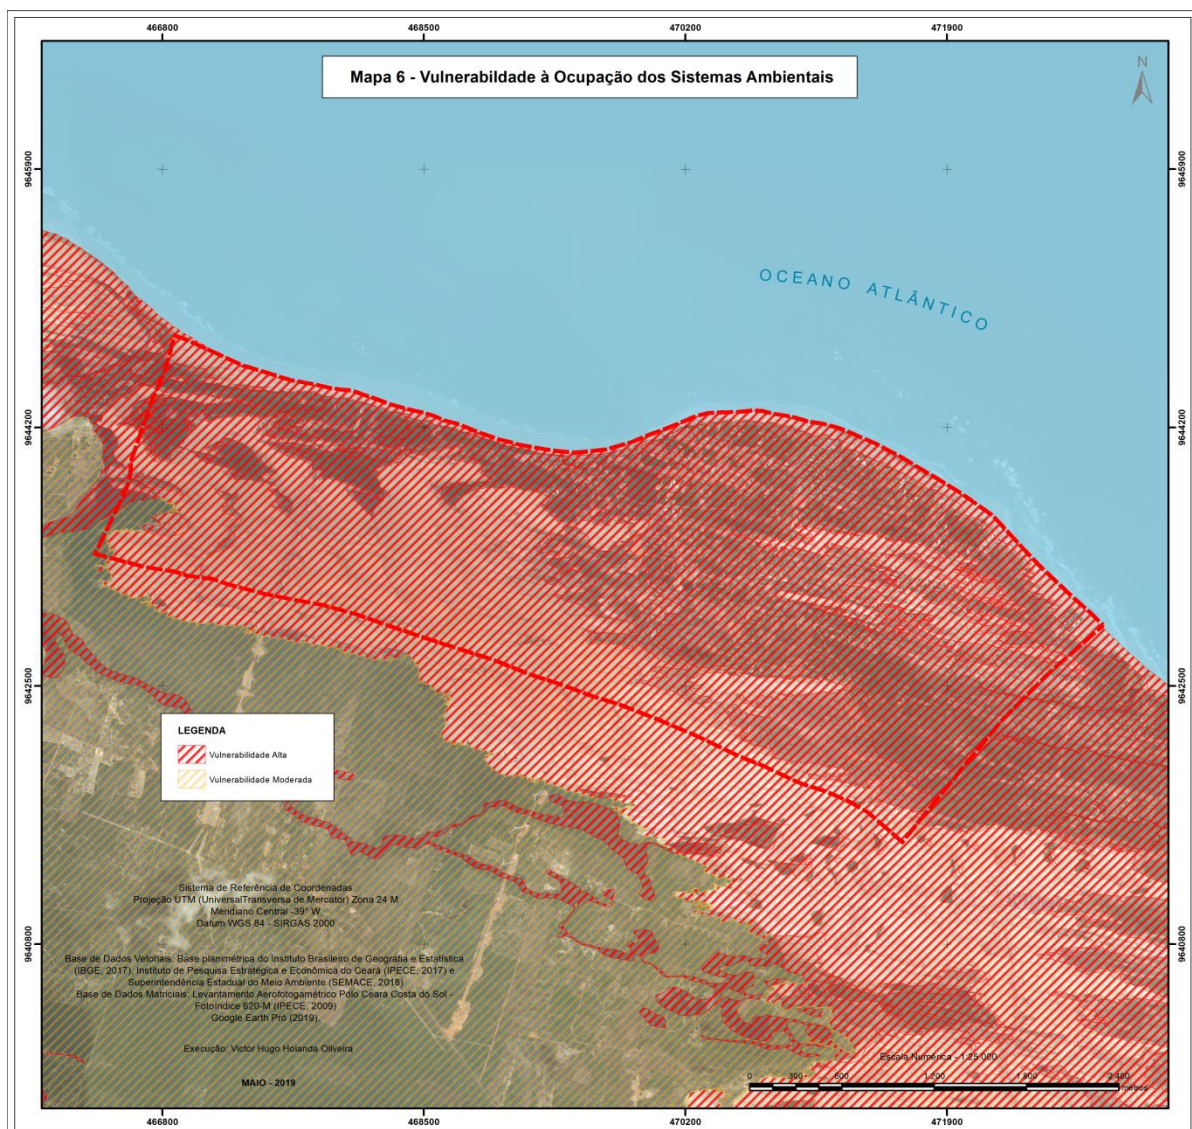 466800 468500 470200 471900
Mapa 6 - Vulnerabildade à Ocupação dos Sistemas Ambientais
N
9645900 9645900
OCEANO ATLÂNTICO
9644200 9644200
9642500 9642500
LEGENDA
Vulnerabilidade Alta
Vulnerabilidade Moderada
Sistema de Referência de Coordenadas
Projeção UTM (UniversalTransversa de Mercator) Zona 24 M
Meridiano Central -39° W
Datum WGS 84 - SIRGAS 2000
9640800 9640800
Base de Dados Vetoriais: Base planimétrica do Instituto Brasileiro de Geografia e Estatística
(IBGE, 2017), Instituto de Pesquisa Estratégica e Econômica do Ceará (IPECE, 2017) e
Superintendência Estadual do Meio Ambiente (SEMACE, 2018)
Base de Dados Matriciais: Levantamento Aerofotogamétrico Pólo Ceará Costa do Sol -
Fotoíndice 620-M (IPECE, 2009)
Google Earth Pró (2019).
Execução: Victor Hugo Holanda Oliveira
Escala Numérica - 1:25.000
MAIO - 2019
0 300 600 1.200 1.800 2.400
metros
466800 468500 470200 471900